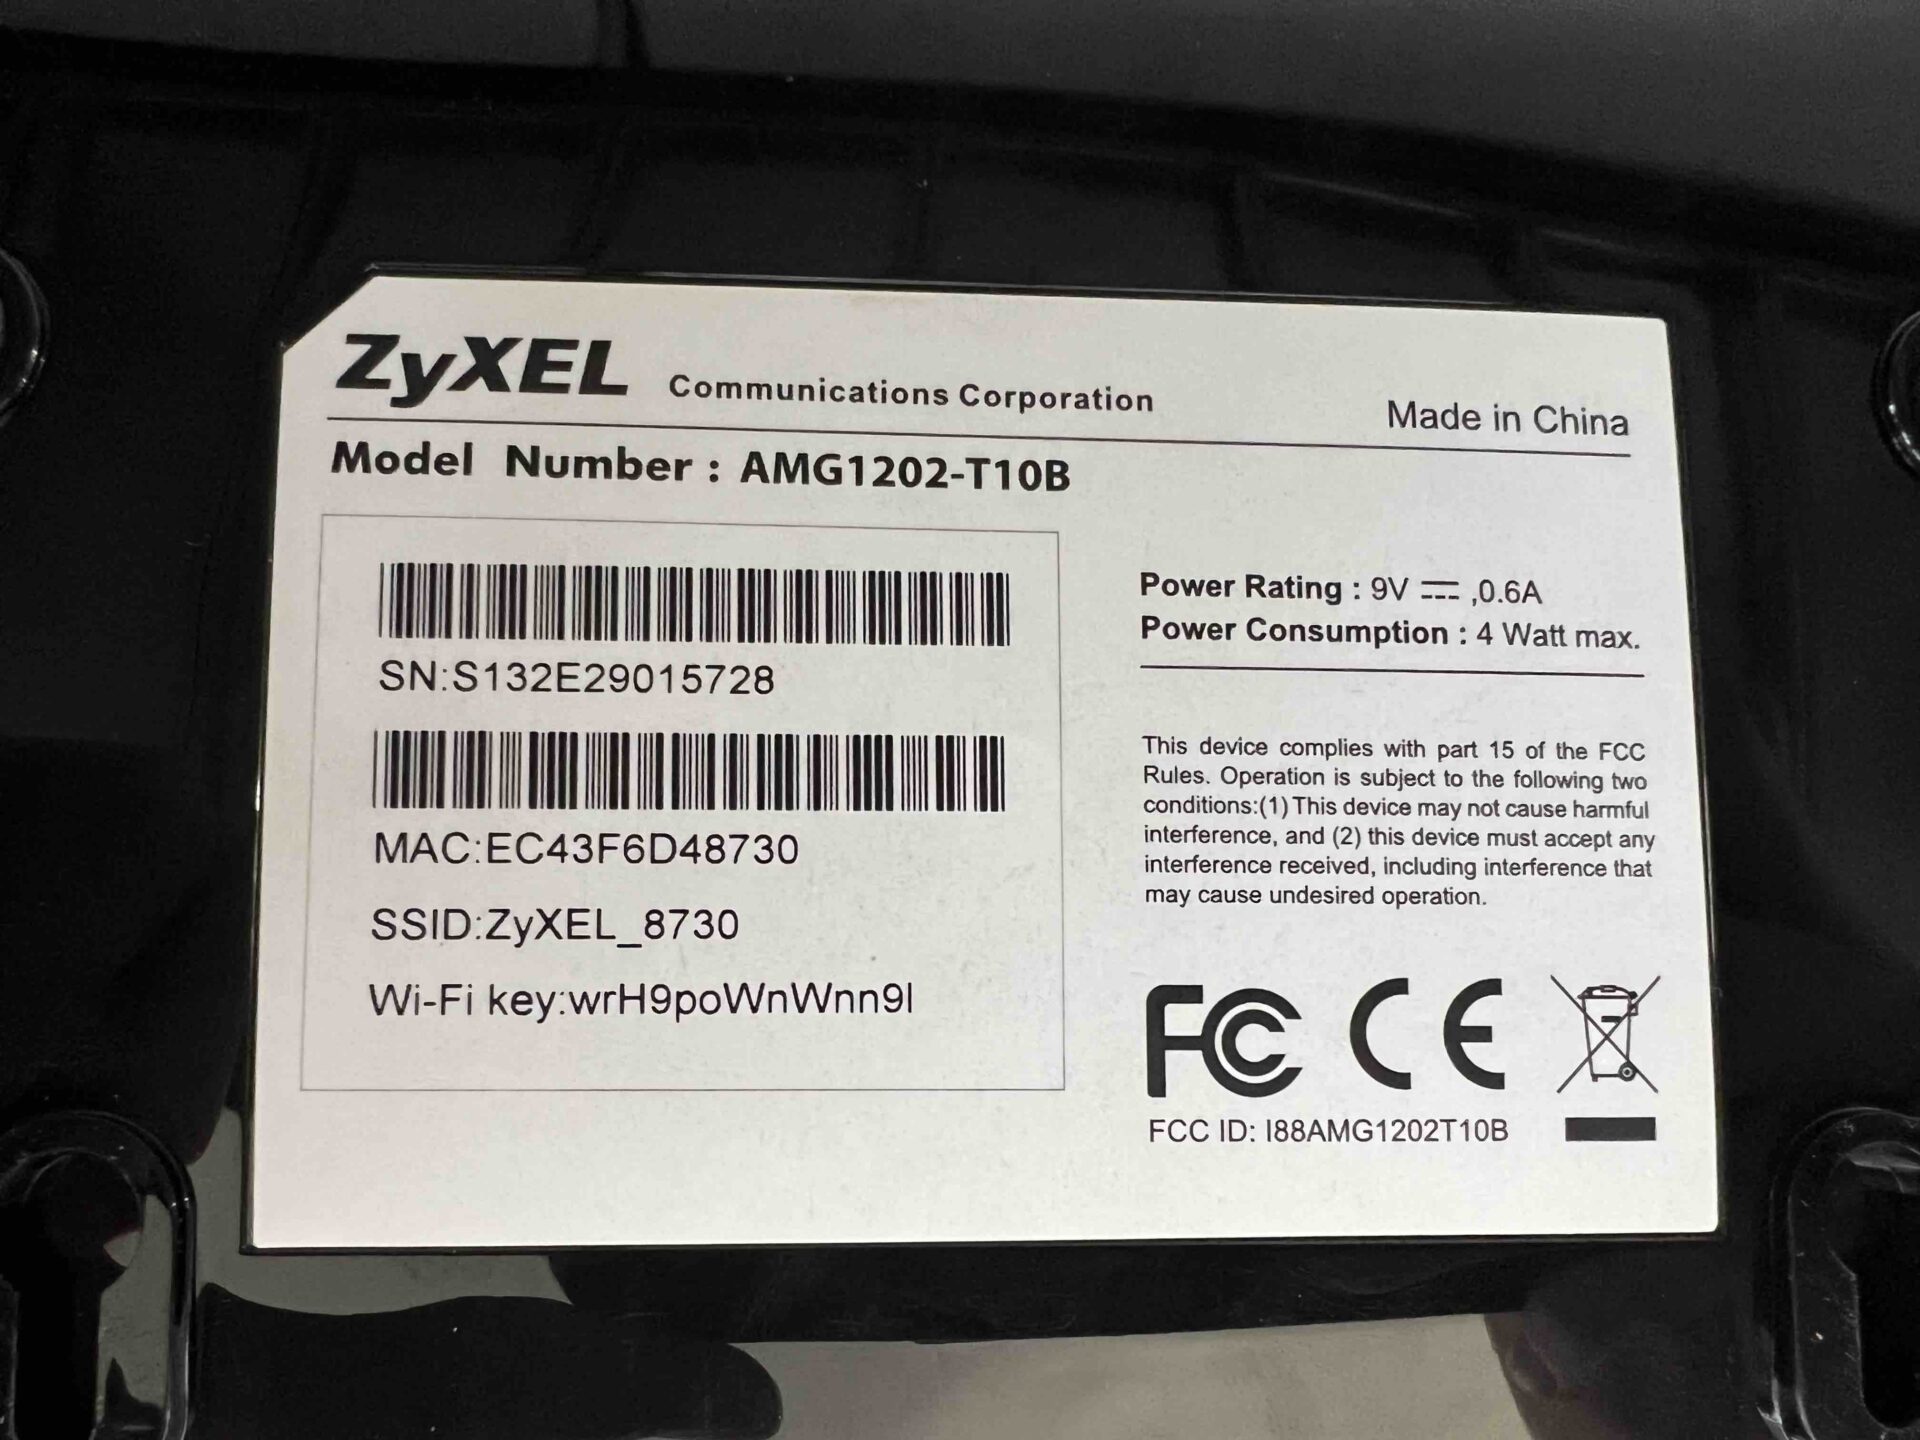 ZyXEL Communications Corporation
Made in China
Model Number : AMG1202-T10B
SN:S132E29015728
MAC:EC43F6D48730
SSID:ZyXEL_8730
Wi-Fi key:wrH9poWnWnn9l
Power Rating : 9V ⎓ ,0.6A
Power Consumption : 4 Watt max.
This device complies with part 15 of the FCC
Rules. Operation is subject to the following two
conditions:(1) This device may not cause harmful
interference, and (2) this device must accept any
interference received, including interference that
may cause undesired operation.
FC CE
FCC ID: I88AMG1202T10B